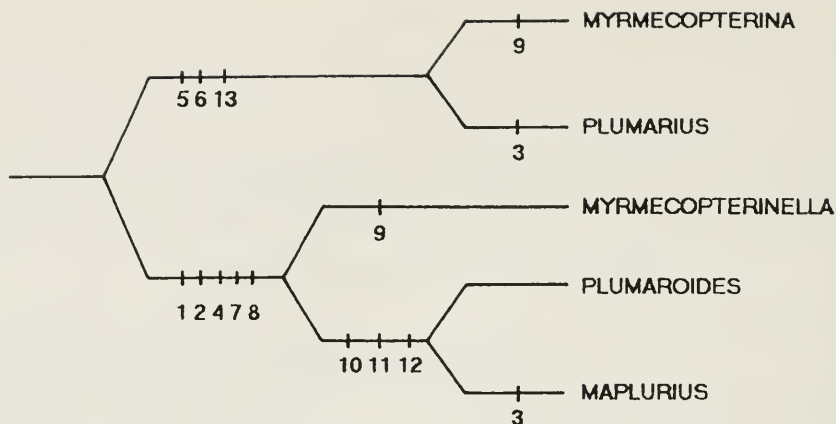 MYRMECOPTERINA
9
5 6 13
PLUMARIUS
3
MYRMECOPTERINELLA
9
PLUMAROIDES
1 2 4 7 8
10 11 12
MAPLURIUS
3